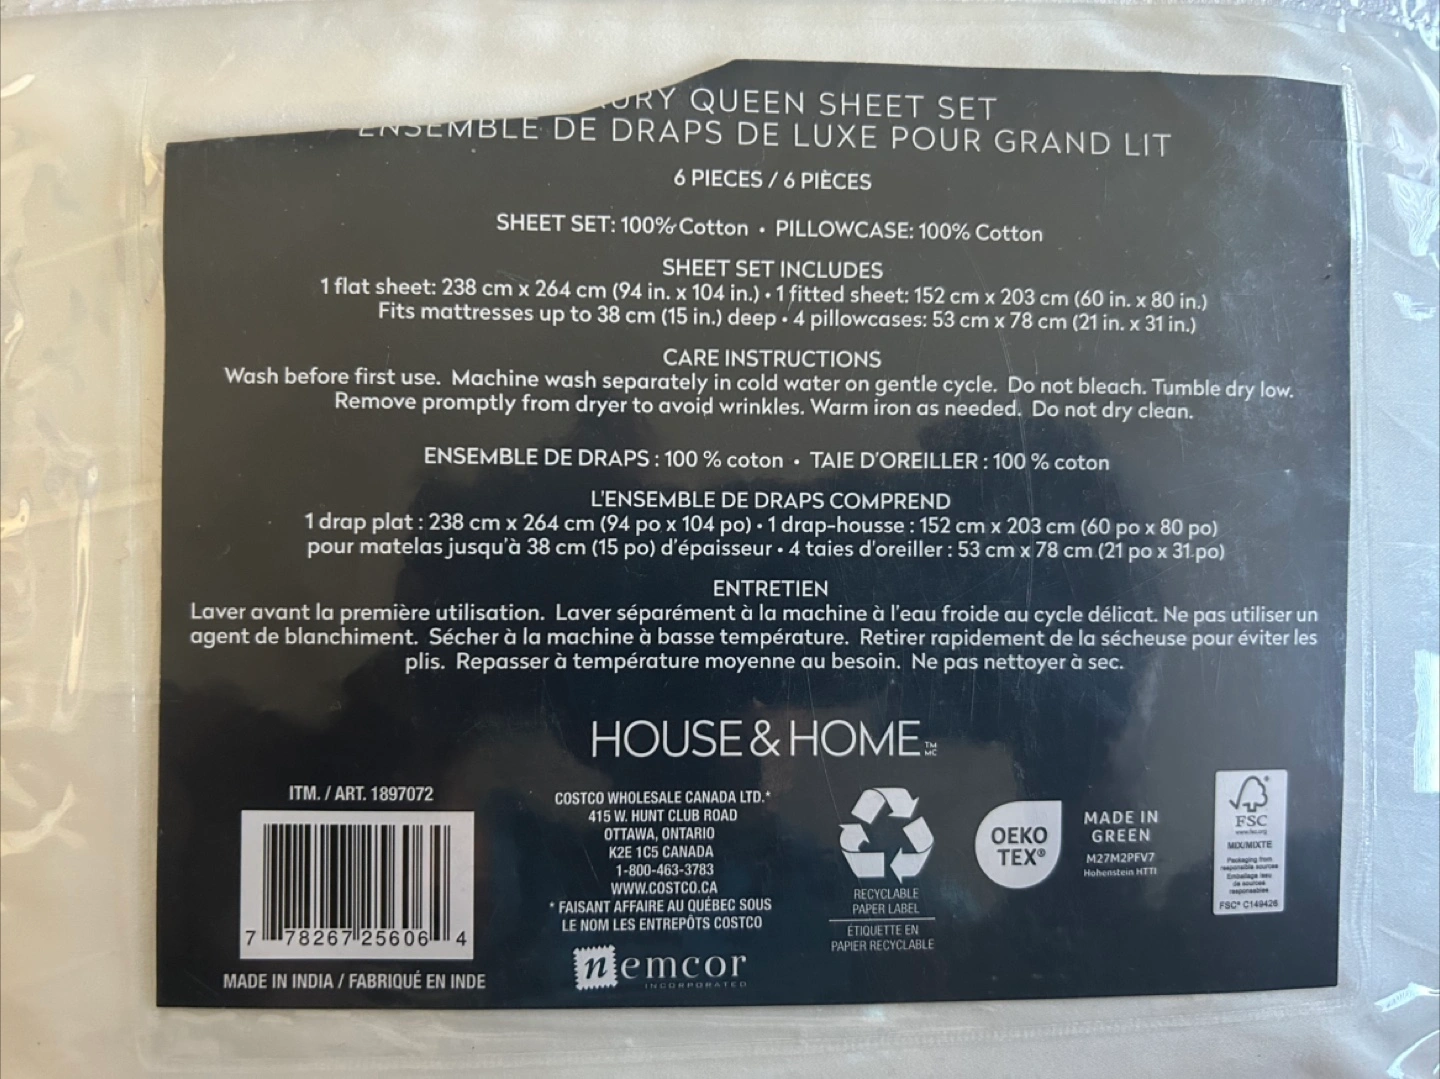 QUEEN SHEET SET
ENSEMBLE DE DRAPS DE LUXE POUR GRAND LIT
6 PIECES / 6 PIÈCES
SHEET SET: 100% Cotton • PILLOWCASE: 100% Cotton
SHEET SET INCLUDES
1 flat sheet: 238 cm x 264 cm (94 in. x 104 in.) • 1 fitted sheet: 152 cm x 203 cm (60 in. x 80 in.)
Fits mattresses up to 38 cm (15 in.) deep • 4 pillowcases: 53 cm x 78 cm (21 in. x 31 in.)
CARE INSTRUCTIONS
Wash before first use. Machine wash separately in cold water on gentle cycle. Do not bleach. Tumble dry low.
Remove promptly from dryer to avoid wrinkles. Warm iron as needed. Do not dry clean.
ENSEMBLE DE DRAPS : 100 % coton • TAIE D'OREILLER : 100 % coton
L'ENSEMBLE DE DRAPS COMPREND
1 drap plat : 238 cm x 264 cm (94 po x 104 po) • 1 drap-housse : 152 cm x 203 cm (60 po x 80 po)
pour matelas jusqu'à 38 cm (15 po) d'épaisseur • 4 taies d'oreiller : 53 cm x 78 cm (21 po x 31 po)
ENTRETIEN
Laver avant la première utilisation. Laver séparément à la machine à l'eau froide au cycle délicat. Ne pas utiliser un
agent de blanchiment. Sécher à la machine à basse température. Retirer rapidement de la sécheuse pour éviter les
plis. Repasser à température moyenne au besoin. Ne pas nettoyer à sec.
HOUSE & HOME TM MC
ITM. / ART. 1897072
7 78267 25606 4
MADE IN INDIA / FABRIQUÉ EN INDE
COSTCO WHOLESALE CANADA LTD.*
415 W. HUNT CLUB ROAD
OTTAWA, ONTARIO
K2E 1C5 CANADA
1-800-463-3783
WWW.COSTCO.CA
* FAISANT AFFAIRE AU QUÉBEC SOUS
LE NOM LES ENTREPÔTS COSTCO
nemcor
INCORPORATED
RECYCLABLE
PAPER LABEL
ÉTIQUETTE EN
PAPIER RECYCLABLE
OEKO
TEX®
MADE IN
GREEN
M27M2PFV7
Hohenstein HTTI
FSC
www.fsc.org
MIX/MIXTE
Packaging from
responsible sources
Emballage issu
de sources
responsables
FSC® C149426